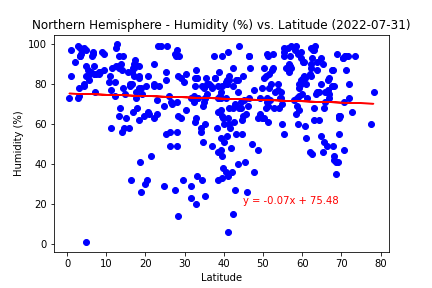 Northern Hemisphere - Humidity (%) vs. Latitude (2022-07-31)
Humidity (%)
100
80
60
40
20
0
y = -0.07x + 75.48
0 10 20 30 40 50 60 70 80
Latitude